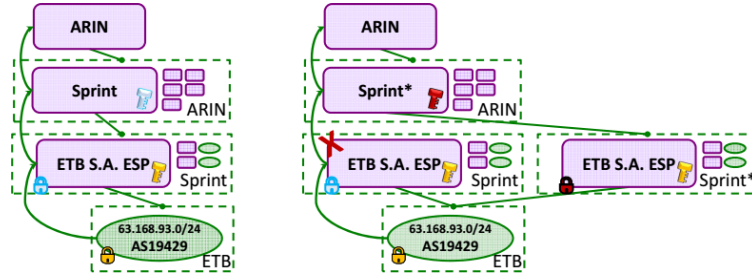 ARIN
Sprint
ARIN
ETB S.A. ESP
Sprint
63.168.93.0/24
AS19429
ETB
ARIN
Sprint*
ARIN
ETB S.A. ESP
Sprint
ETB S.A. ESP
Sprint*
63.168.93.0/24
AS19429
ETB